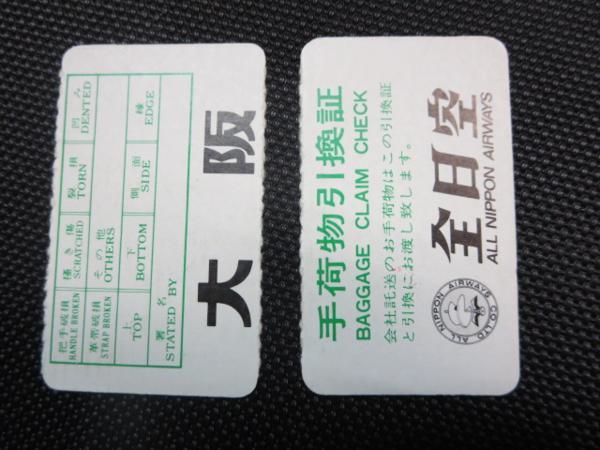 把手破損 掻き傷 裂損 凹み
HANDLE BROKEN SCRATCHED TORN DENTED
革帯破損 その他
STRAP BROKEN OTHERS
上 下 側面
TOP BOTTOM SIDE EDGE
署名
STATED BY
大阪
手荷物引換証
BAGGAGE CLAIM CHECK
会社託送のお手荷物はこの引換証
と引換にお渡し致します。
全日空
ALL NIPPON AIRWAYS
ALL NIPPON AIRWAYS CO LTD